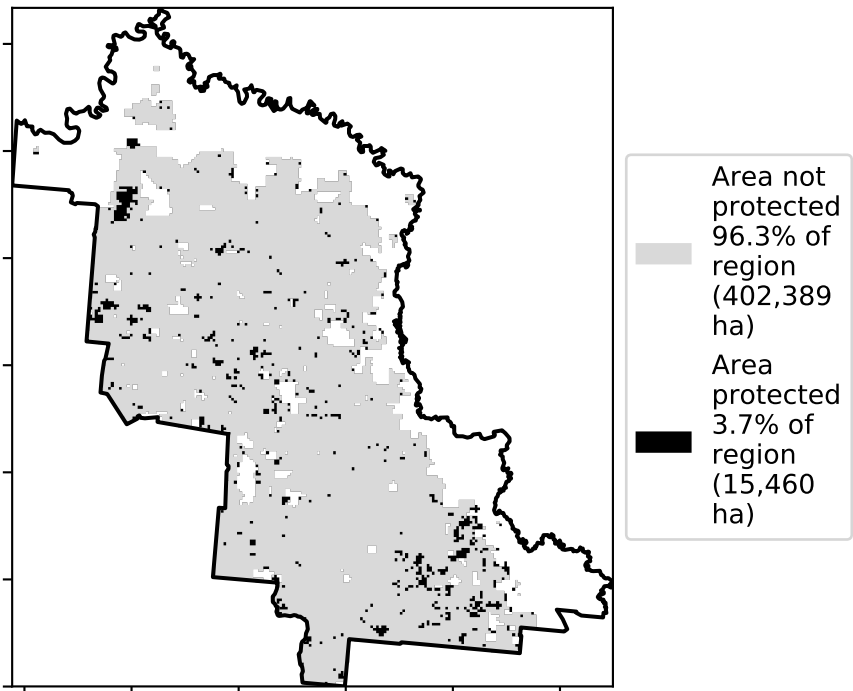 Area not
protected
96.3% of
region
(402,389
ha)
Area
protected
3.7% of
region
(15,460
ha)